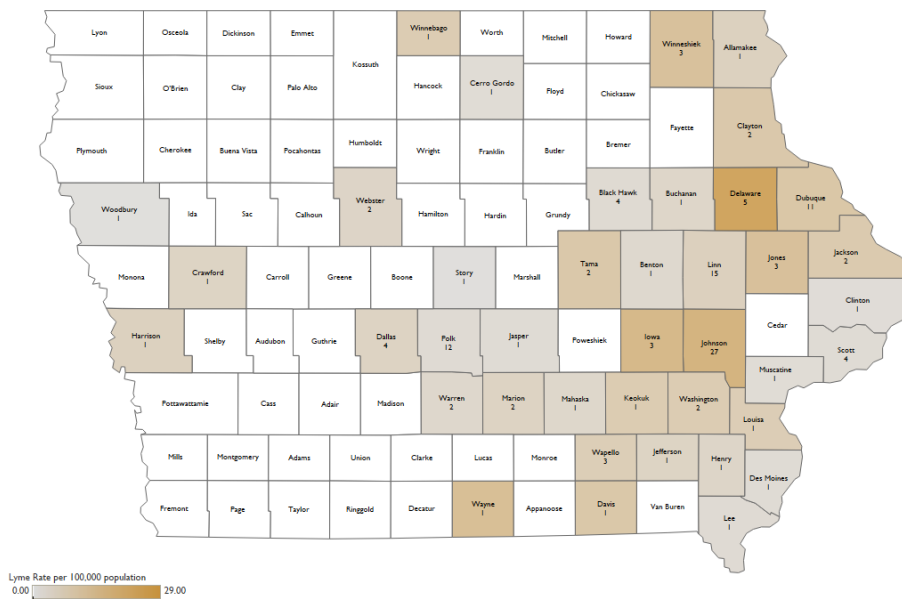 Lyon
Osceola
Dickinson
Emmet
Kossuth
Winnebago
1
Worth
Mitchell
Howard
Winneshiek
3
Allamakee
1
Sioux
O'Brien
Clay
Palo Alto
Hancock
Cerro Gordo
1
Floyd
Chickasaw
Fayette
Clayton
2
Plymouth
Cherokee
Buena Vista
Pocahontas
Humboldt
Wright
Franklin
Butler
Bremer
Woodbury
1
Ida
Sac
Calhoun
Webster
2
Hamilton
Hardin
Grundy
Black Hawk
4
Buchanan
1
Delaware
5
Dubuque
11
Monona
Crawford
1
Carroll
Greene
Boone
Story
1
Marshall
Tama
2
Benton
1
Linn
15
Jones
3
Jackson
2
Clinton
1
Harrison
1
Shelby
Audubon
Guthrie
Dallas
4
Polk
12
Jasper
1
Poweshiek
Iowa
3
Johnson
27
Cedar
Scott
4
Muscatine
1
Pottawattamie
Cass
Adair
Madison
Warren
2
Marion
2
Mahaska
1
Keokuk
1
Washington
2
Louisa
1
Mills
Montgomery
Adams
Union
Clarke
Lucas
Monroe
Wapello
3
Jefferson
1
Henry
1
Des Moines
1
Fremont
Page
Taylor
Ringgold
Decatur
Wayne
1
Appanoose
Davis
1
Van Buren
Lee
1
Lyme Rate per 100,000 population
0.00 29.00